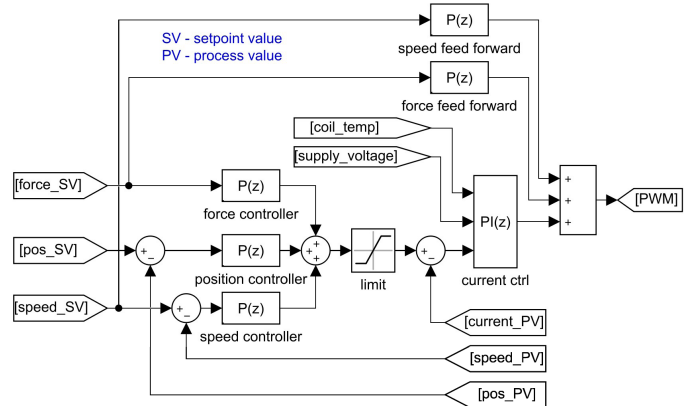 P(z)
SV - setpoint value
PV - process value
speed feed forward
P(z)
force feed forward
[coil_temp]
[supply_voltage]
[force_SV]
P(z)
force controller
+
+
+
PI(z)
[PWM]
[pos_SV]
+
−
P(z)
position controller
+
+
+
limit
+
−
current ctrl
[speed_SV]
+
−
P(z)
speed controller
[current_PV]
[speed_PV]
[pos_PV]